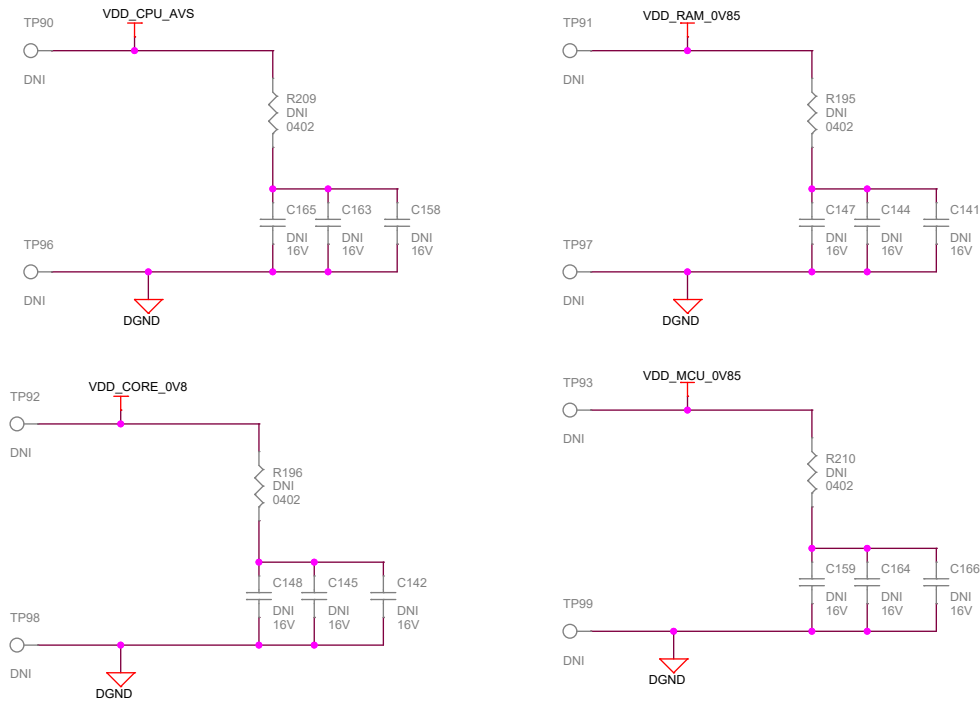 TP90
VDD_CPU_AVS
DNI
R209
DNI
0402
C165
DNI
16V
C163
DNI
16V
C158
DNI
16V
TP96
DNI
DGND
TP91
VDD_RAM_0V85
DNI
R195
DNI
0402
C147
DNI
16V
C144
DNI
16V
C141
DNI
16V
TP97
DNI
DGND
TP92
VDD_CORE_0V8
DNI
R196
DNI
0402
C148
DNI
16V
C145
DNI
16V
C142
DNI
16V
TP98
DNI
DGND
TP93
VDD_MCU_0V85
DNI
R210
DNI
0402
C159
DNI
16V
C164
DNI
16V
C166
DNI
16V
TP99
DNI
DGND